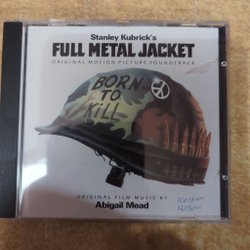 Stanley Kubrick's
FULL METAL JACKET
ORIGINAL MOTION PICTURE SOUNDTRACK
BORN
TO
KILL
ORIGINAL FILM MUSIC BY
Abigail Mead